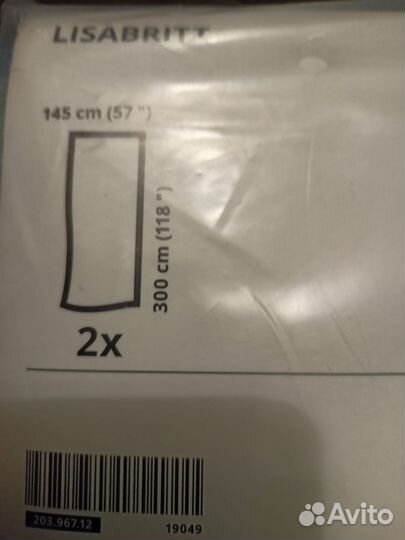 LISABRITT
145 cm (57 ")
300 cm (118 ")
2x
203.967.12
19049
Avito